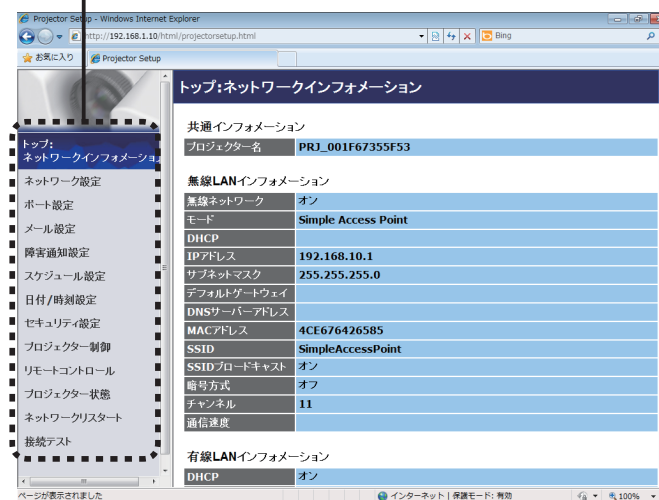 Projector Setup - Windows Internet Explorer
http://192.168.1.10/html/projectorsetup.html
Bing
お気に入り
Projector Setup
トップ:ネットワークインフォメーション
トップ:
ネットワークインフォメーショ
ネットワーク設定
ポート設定
メール設定
障害通知設定
スケジュール設定
日付/時刻設定
セキュリティ設定
プロジェクター制御
リモートコントロール
プロジェクター状態
ネットワークリスタート
接続テスト
共通インフォメーション
プロジェクター名 PRJ_001F67355F53
無線LANインフォメーション
無線ネットワーク オン
モード Simple Access Point
DHCP
IPアドレス 192.168.10.1
サブネットマスク 255.255.255.0
デフォルトゲートウェイ
DNSサーバーアドレス
MACアドレス 4CE676426585
SSID SimpleAccessPoint
SSIDブロードキャスト オン
暗号方式 オフ
チャンネル 11
通信速度
有線LANインフォメーション
DHCP オン
ページが表示されました
インターネット | 保護モード: 有効
100%